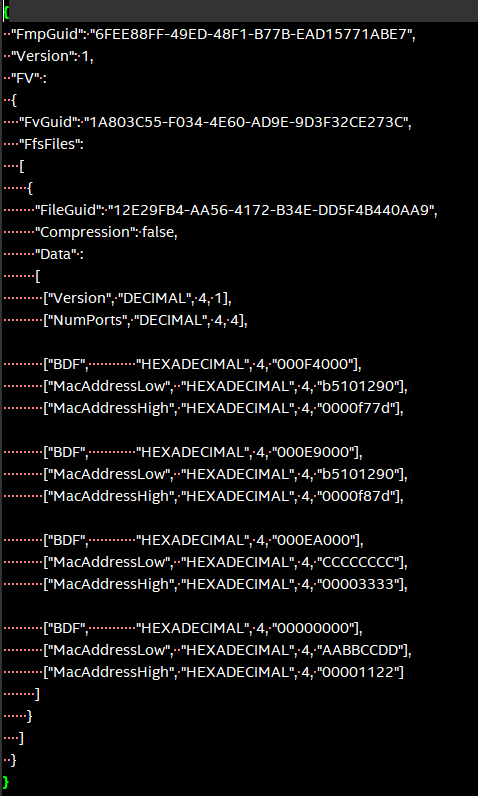 {
  "FmpGuid": "6FEE88FF-49ED-48F1-B77B-EAD15771ABE7",
  "Version": 1,
  "FV" :
  {
    "FvGuid": "1A803C55-F034-4E60-AD9E-9D3F32CE273C",
    "FfsFiles":
    [
      {
        "FileGuid": "12E29FB4-AA56-4172-B34E-DD5F4B440AA9",
        "Compression": false,
        "Data" :
        [
          ["Version", "DECIMAL", 4, 1],
          ["NumPorts", "DECIMAL", 4, 4],

          ["BDF",            "HEXADECIMAL", 4, "000F4000"],
          ["MacAddressLow",  "HEXADECIMAL", 4, "b5101290"],
          ["MacAddressHigh", "HEXADECIMAL", 4, "0000f77d"],

          ["BDF",            "HEXADECIMAL", 4, "000E9000"],
          ["MacAddressLow",  "HEXADECIMAL", 4, "b5101290"],
          ["MacAddressHigh", "HEXADECIMAL", 4, "0000f87d"],

          ["BDF",            "HEXADECIMAL", 4, "000EA000"],
          ["MacAddressLow",  "HEXADECIMAL", 4, "CCCCCCCC"],
          ["MacAddressHigh", "HEXADECIMAL", 4, "00003333"],

          ["BDF",            "HEXADECIMAL", 4, "00000000"],
          ["MacAddressLow",  "HEXADECIMAL", 4, "AABBCCDD"],
          ["MacAddressHigh", "HEXADECIMAL", 4, "00001122"]
        ]
      }
    ]
  }
}